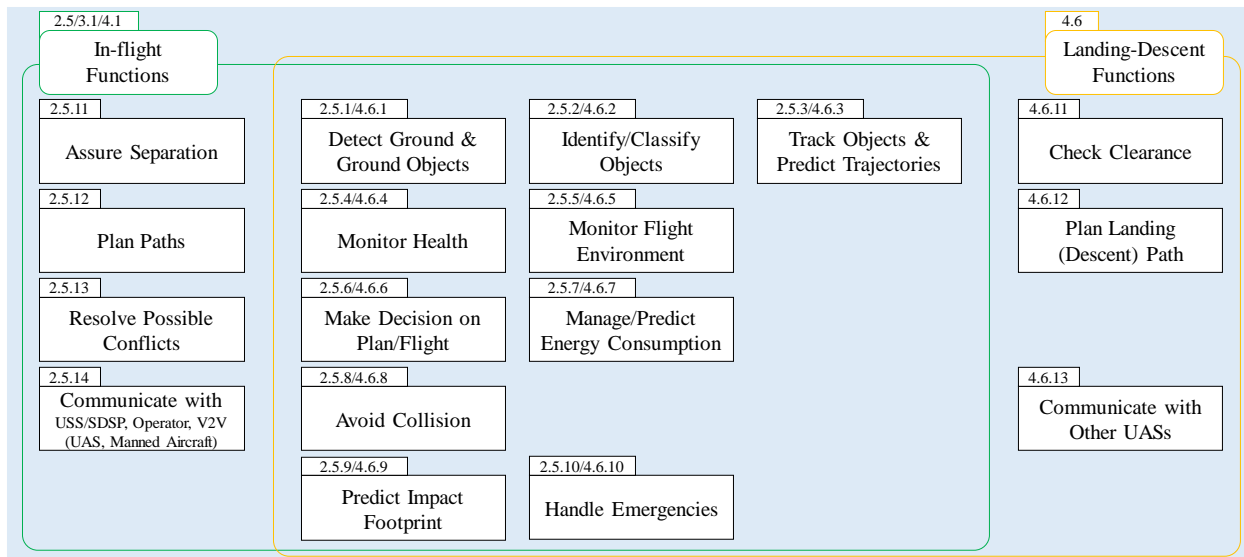 2.5/3.1/4.1
In-flight
Functions
4.6
Landing-Descent
Functions
2.5.11
Assure Separation
2.5.1/4.6.1
Detect Ground &
Ground Objects
2.5.2/4.6.2
Identify/Classify
Objects
2.5.3/4.6.3
Track Objects &
Predict Trajectories
4.6.11
Check Clearance
2.5.12
Plan Paths
2.5.4/4.6.4
Monitor Health
2.5.5/4.6.5
Monitor Flight
Environment
4.6.12
Plan Landing
(Descent) Path
2.5.13
Resolve Possible
Conflicts
2.5.6/4.6.6
Make Decision on
Plan/Flight
2.5.7/4.6.7
Manage/Predict
Energy Consumption
2.5.14
Communicate with
USS/SDSP, Operator, V2V
(UAS, Manned Aircraft)
2.5.8/4.6.8
Avoid Collision
4.6.13
Communicate with
Other UASs
2.5.9/4.6.9
Predict Impact
Footprint
2.5.10/4.6.10
Handle Emergencies